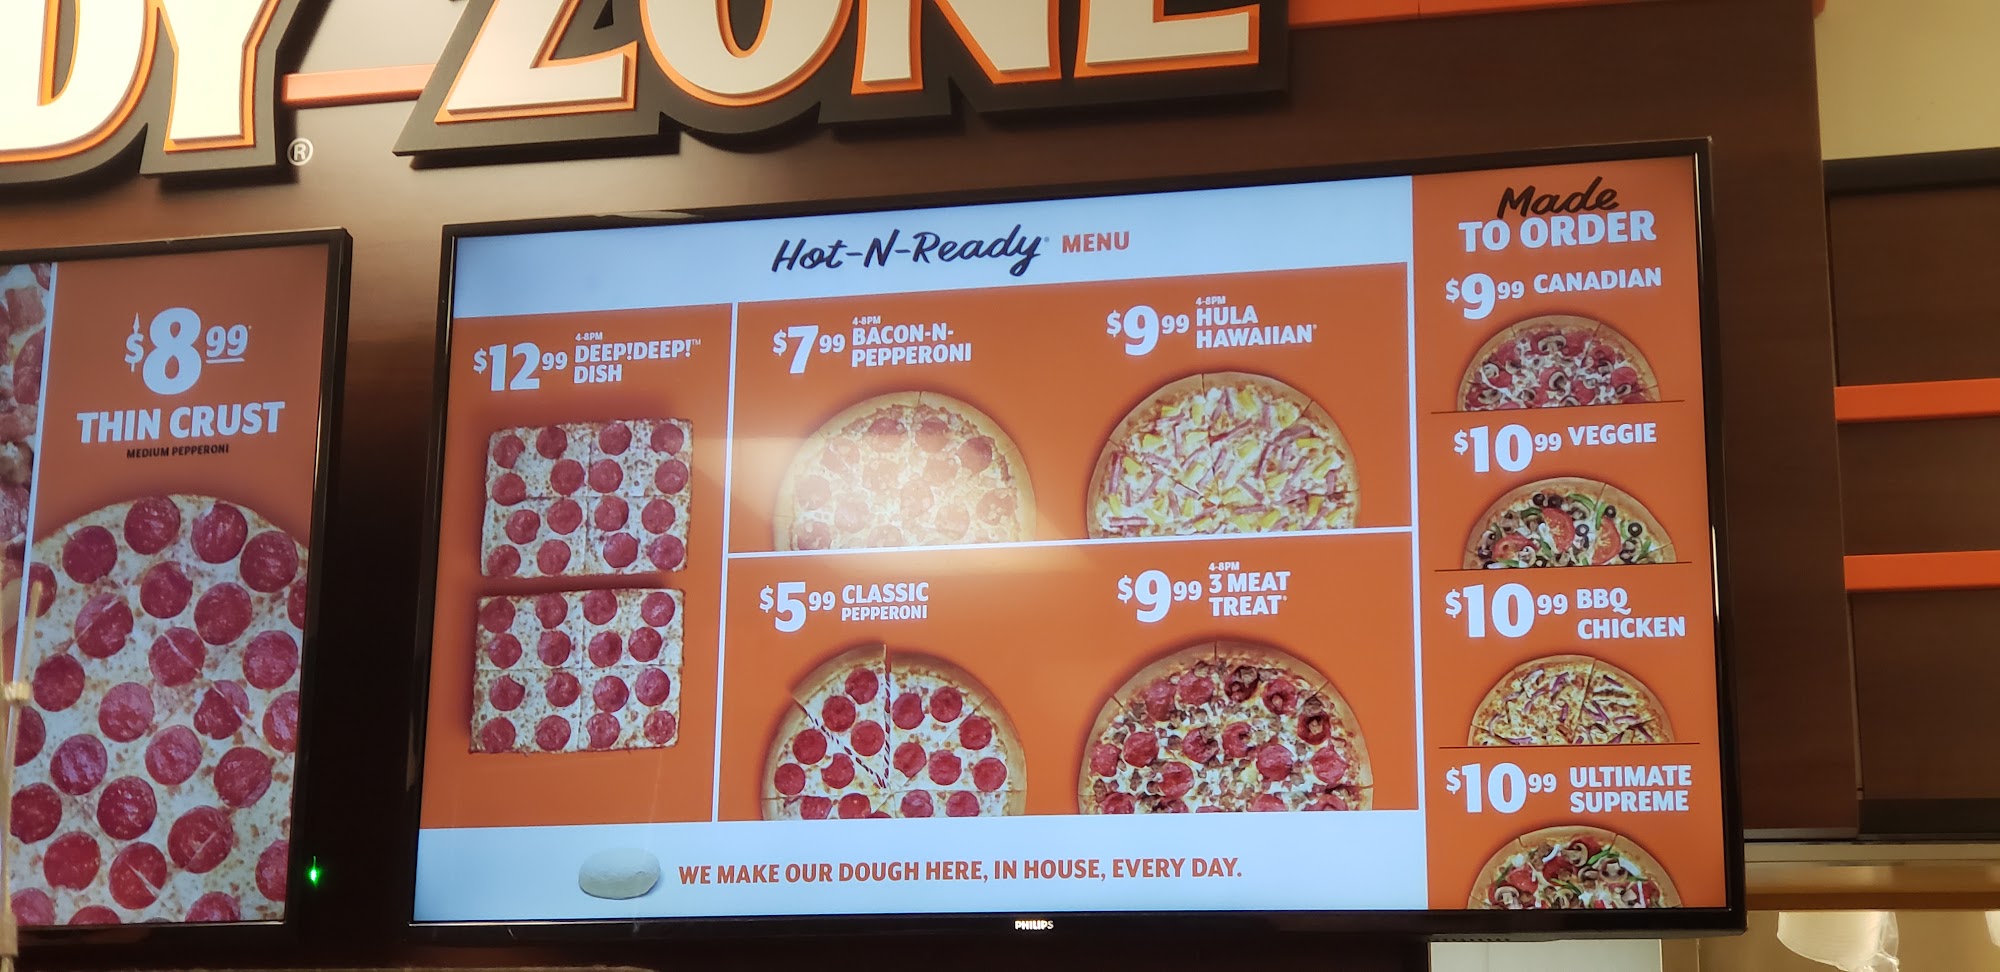 DY ZONE
®
$8.99*
THIN CRUST
MEDIUM PEPPERONI
Hot-N-Ready® MENU
$12.99
4-8PM
DEEP!DEEP!™
DISH
$7.99
4-8PM
BACON-N-
PEPPERONI
$9.99
4-8PM
HULA
HAWAIIAN®
$5.99
CLASSIC
PEPPERONI
$9.99
4-8PM
3 MEAT
TREAT®
WE MAKE OUR DOUGH HERE, IN HOUSE, EVERY DAY.
Made
TO ORDER
$9.99 CANADIAN
$10.99 VEGGIE
$10.99 BBQ
CHICKEN
$10.99 ULTIMATE
SUPREME
PHILIPS